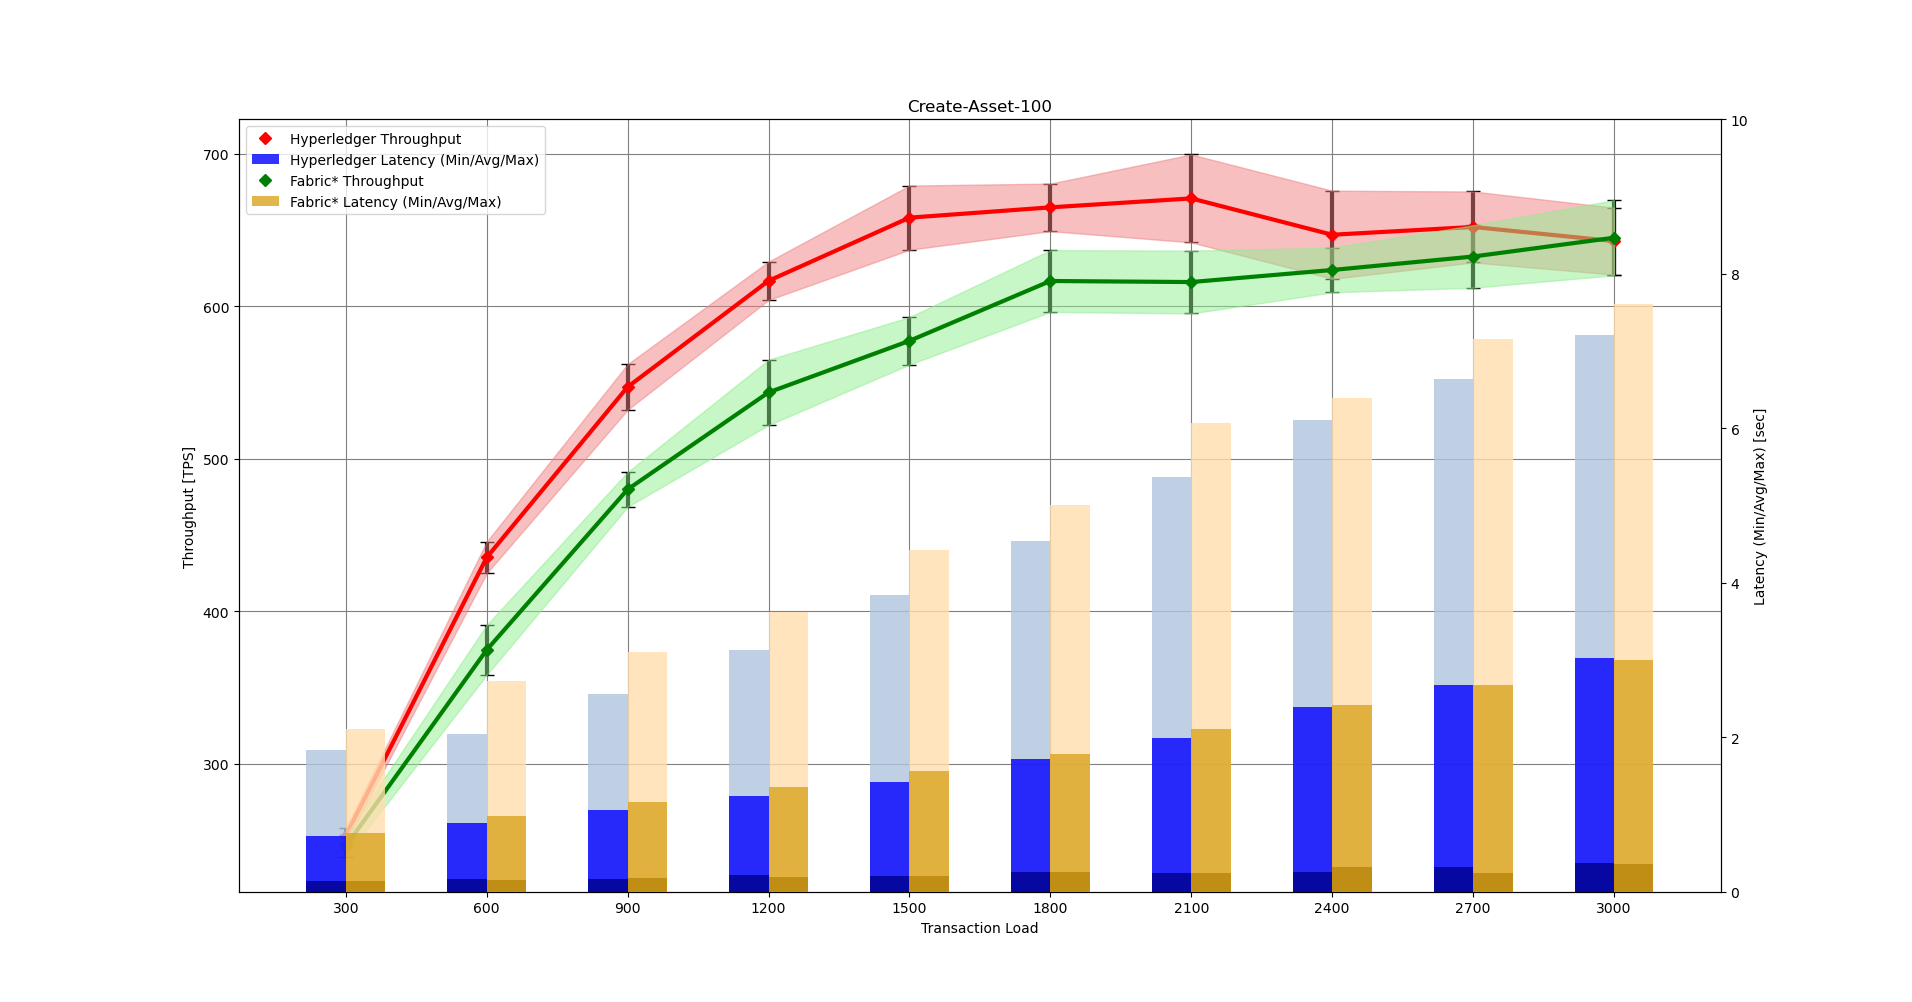 Create-Asset-100
Hyperledger Throughput
Hyperledger Latency (Min/Avg/Max)
Fabric* Throughput
Fabric* Latency (Min/Avg/Max)
700
600
500
400
300
Throughput [TPS]
10
8
6
4
2
0
Latency (Min/Avg/Max) [sec]
300 600 900 1200 1500 1800 2100 2400 2700 3000
Transaction Load